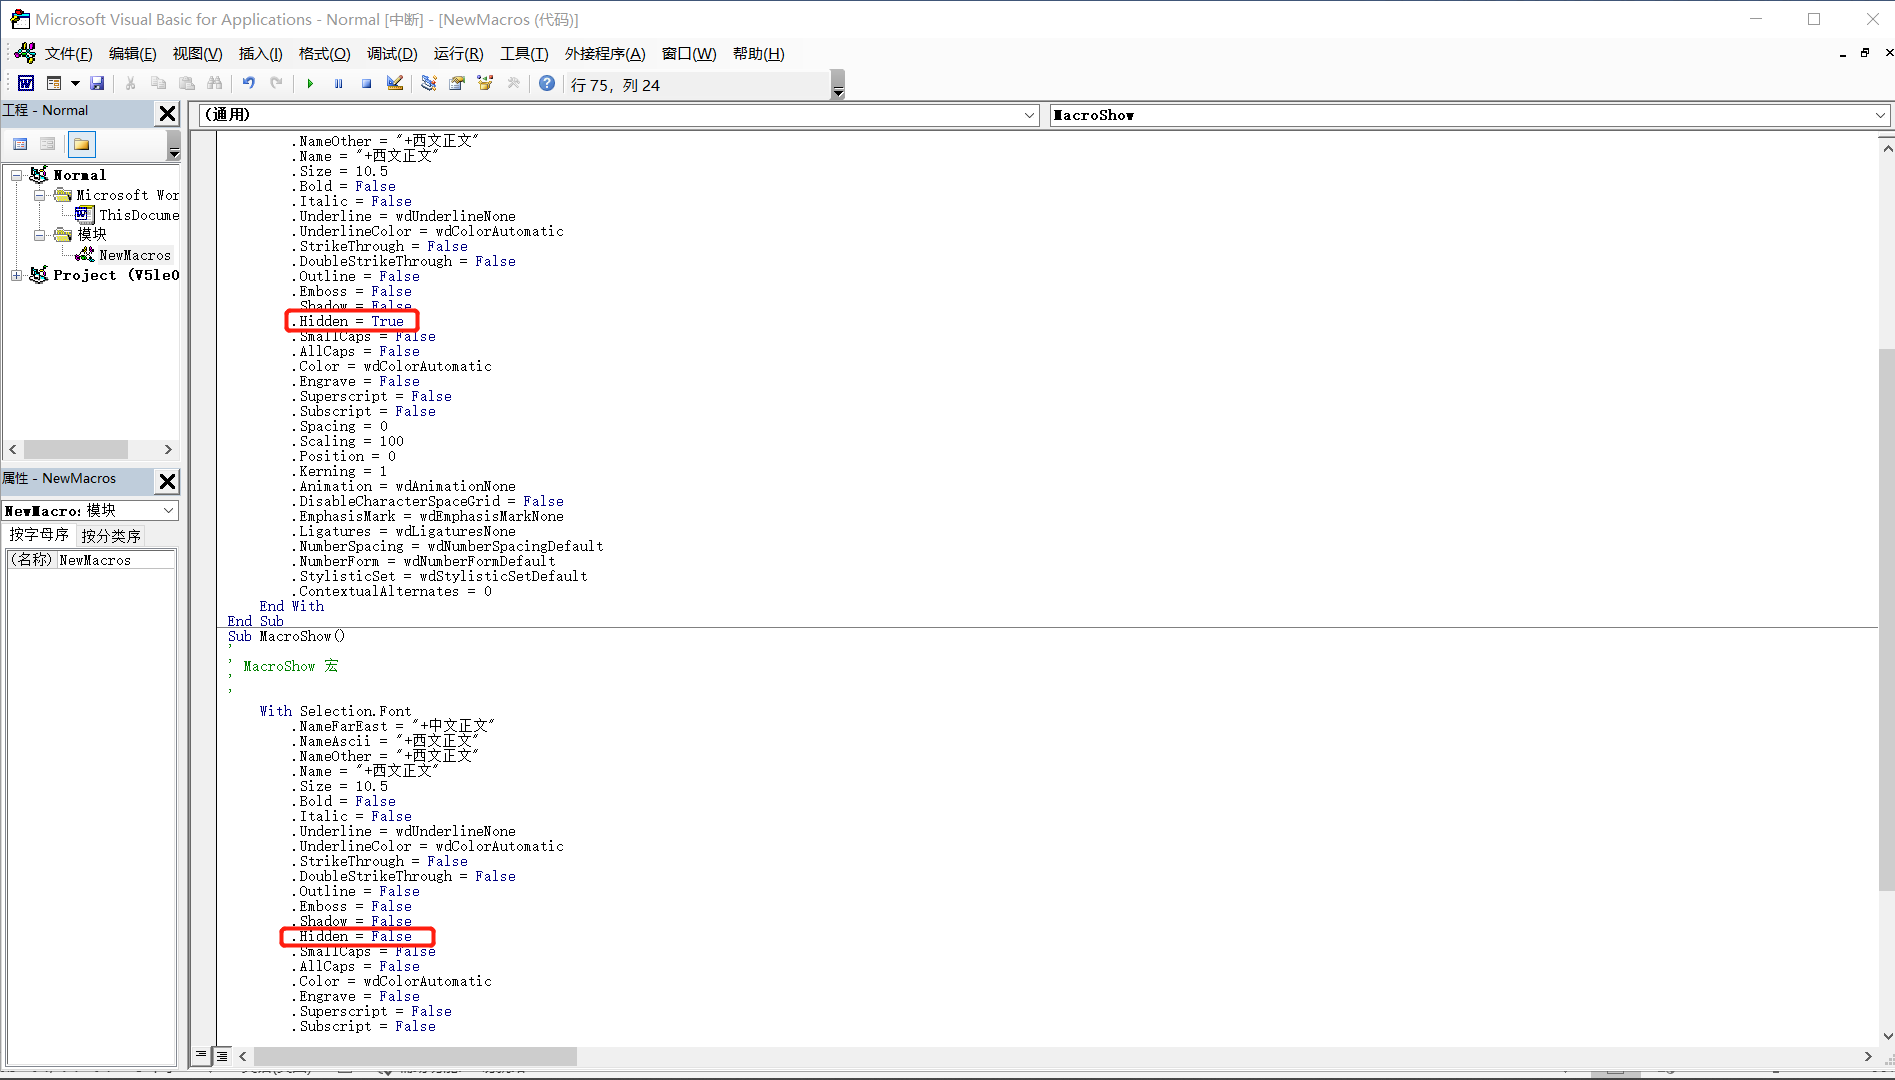 Microsoft Visual Basic for Applications - Normal [中断] - [NewMacros (代码)]
文件(F) 编辑(E) 视图(V) 插入(I) 格式(O) 调试(D) 运行(R) 工具(T) 外接程序(A) 窗口(W) 帮助(H)
行 75，列 24
工程 - Normal
(通用)
MacroShow
Normal
Microsoft Wor
ThisDocume
模块
NewMacros
Project (V51e0
属性 - NewMacros
NewMacros 模块
按字母序 按分类序
(名称) NewMacros
.NameOther = "+西文正文"
.Name = "+西文正文"
.Size = 10.5
.Bold = False
.Italic = False
.Underline = wdUnderlineNone
.UnderlineColor = wdColorAutomatic
.StrikeThrough = False
.DoubleStrikeThrough = False
.Outline = False
.Emboss = False
.Shadow = False
.Hidden = True
.SmallCaps = False
.AllCaps = False
.Color = wdColorAutomatic
.Engrave = False
.Superscript = False
.Subscript = False
.Spacing = 0
.Scaling = 100
.Position = 0
.Kerning = 1
.Animation = wdAnimationNone
.DisableCharacterSpaceGrid = False
.EmphasisMark = wdEmphasisMarkNone
.Ligatures = wdLigaturesNone
.NumberSpacing = wdNumberSpacingDefault
.NumberForm = wdNumberFormDefault
.StylisticSet = wdStylisticSetDefault
.ContextualAlternates = 0
End With
End Sub
Sub MacroShow()
'
' MacroShow 宏
'
'
With Selection.Font
.NameFarEast = "+中文正文"
.NameAscii = "+西文正文"
.NameOther = "+西文正文"
.Name = "+西文正文"
.Size = 10.5
.Bold = False
.Italic = False
.Underline = wdUnderlineNone
.UnderlineColor = wdColorAutomatic
.StrikeThrough = False
.DoubleStrikeThrough = False
.Outline = False
.Emboss = False
.Shadow = False
.Hidden = False
.SmallCaps = False
.AllCaps = False
.Color = wdColorAutomatic
.Engrave = False
.Superscript = False
.Subscript = False